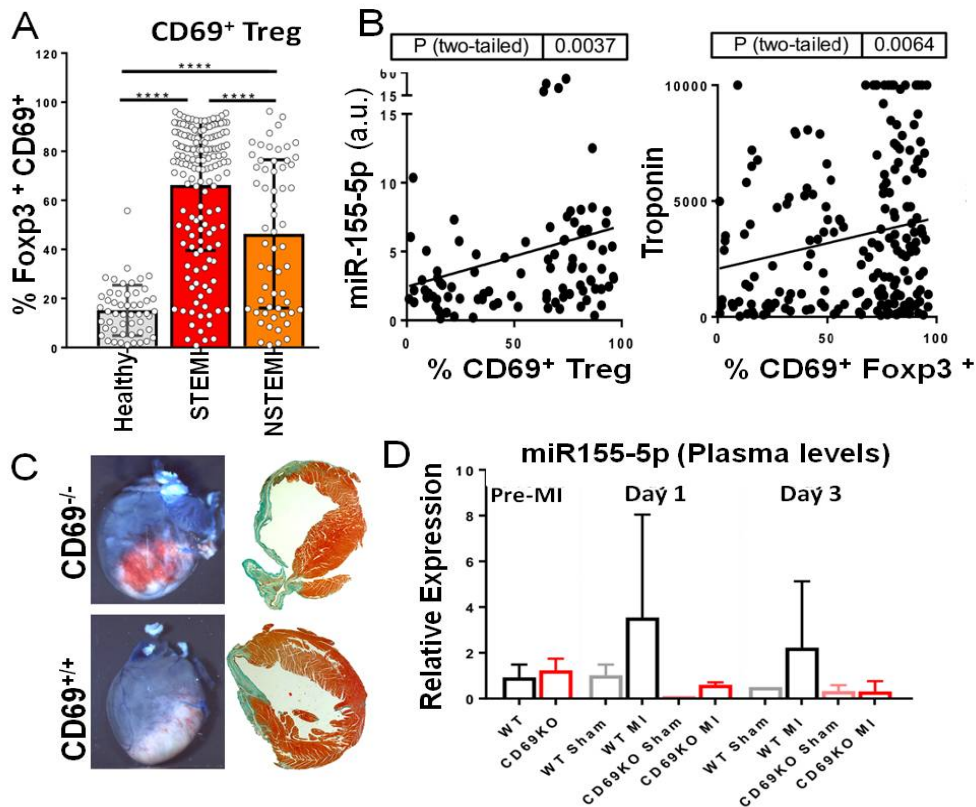 A
CD69⁺ Treg
****
****
****
% Foxp3 ⁺ CD69⁺
120
100
80
60
40
20
0
Healthy
STEMI
NSTEMI
B
P (two-tailed) 0.0037
miR-155-5p (a.u.)
60
15
15
10
5
0
0
50
100
% CD69⁺ Treg
P (two-tailed) 0.0064
Troponin
10000
5000
0
0
50
100
% CD69⁺ Foxp3 ⁺
C
CD69⁻/⁻
CD69⁺/⁺
D
miR155-5p (Plasma levels)
Pre-MI
Day 1
Day 3
Relative Expression
10
8
6
4
2
0
WT
CD69KO
WT Sham
WT MI
CD69KO Sham
CD69KO MI
WT Sham
WT MI
CD69KO Sham
CD69KO MI